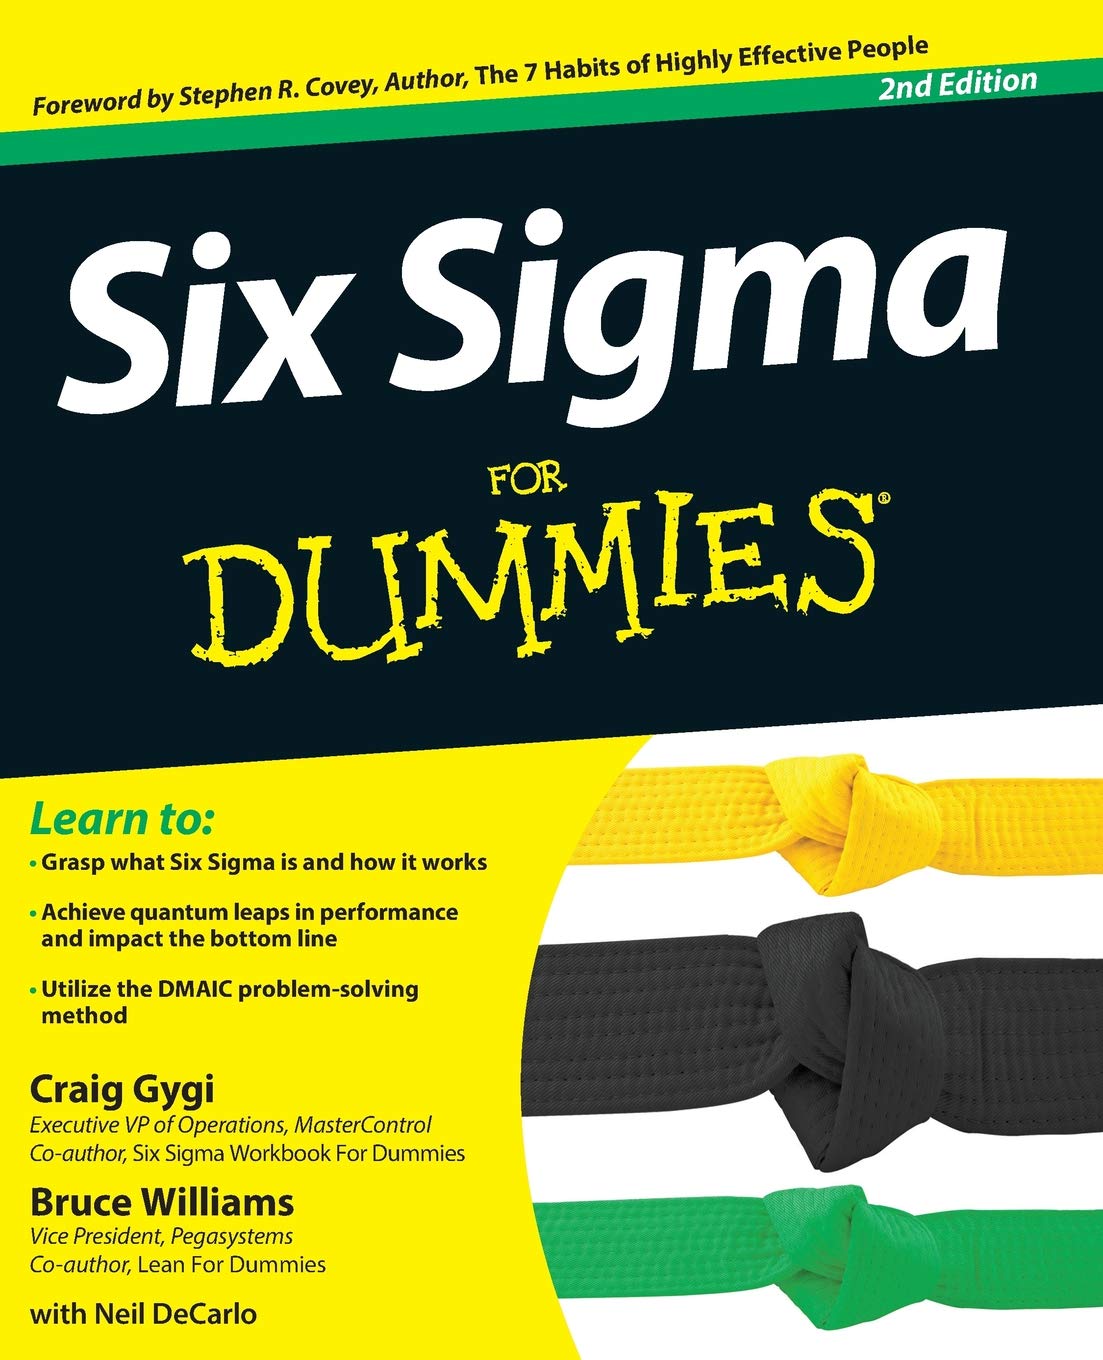 Foreword by Stephen R. Covey, Author, The 7 Habits of Highly Effective People
2nd Edition
Six Sigma
FOR
DUMMIES®
Learn to:
• Grasp what Six Sigma is and how it works
• Achieve quantum leaps in performance
and impact the bottom line
• Utilize the DMAIC problem-solving
method
Craig Gygi
Executive VP of Operations, MasterControl
Co-author, Six Sigma Workbook For Dummies
Bruce Williams
Vice President, Pegasystems
Co-author, Lean For Dummies
with Neil DeCarlo